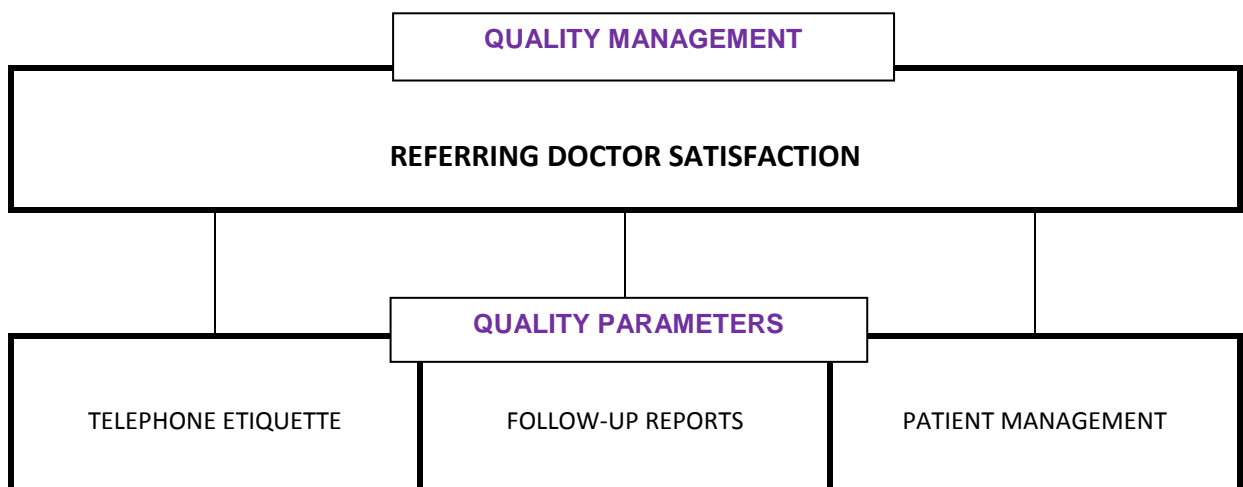 QUALITY MANAGEMENT
REFERRING DOCTOR SATISFACTION
QUALITY PARAMETERS
TELEPHONE ETIQUETTE
FOLLOW-UP REPORTS
PATIENT MANAGEMENT